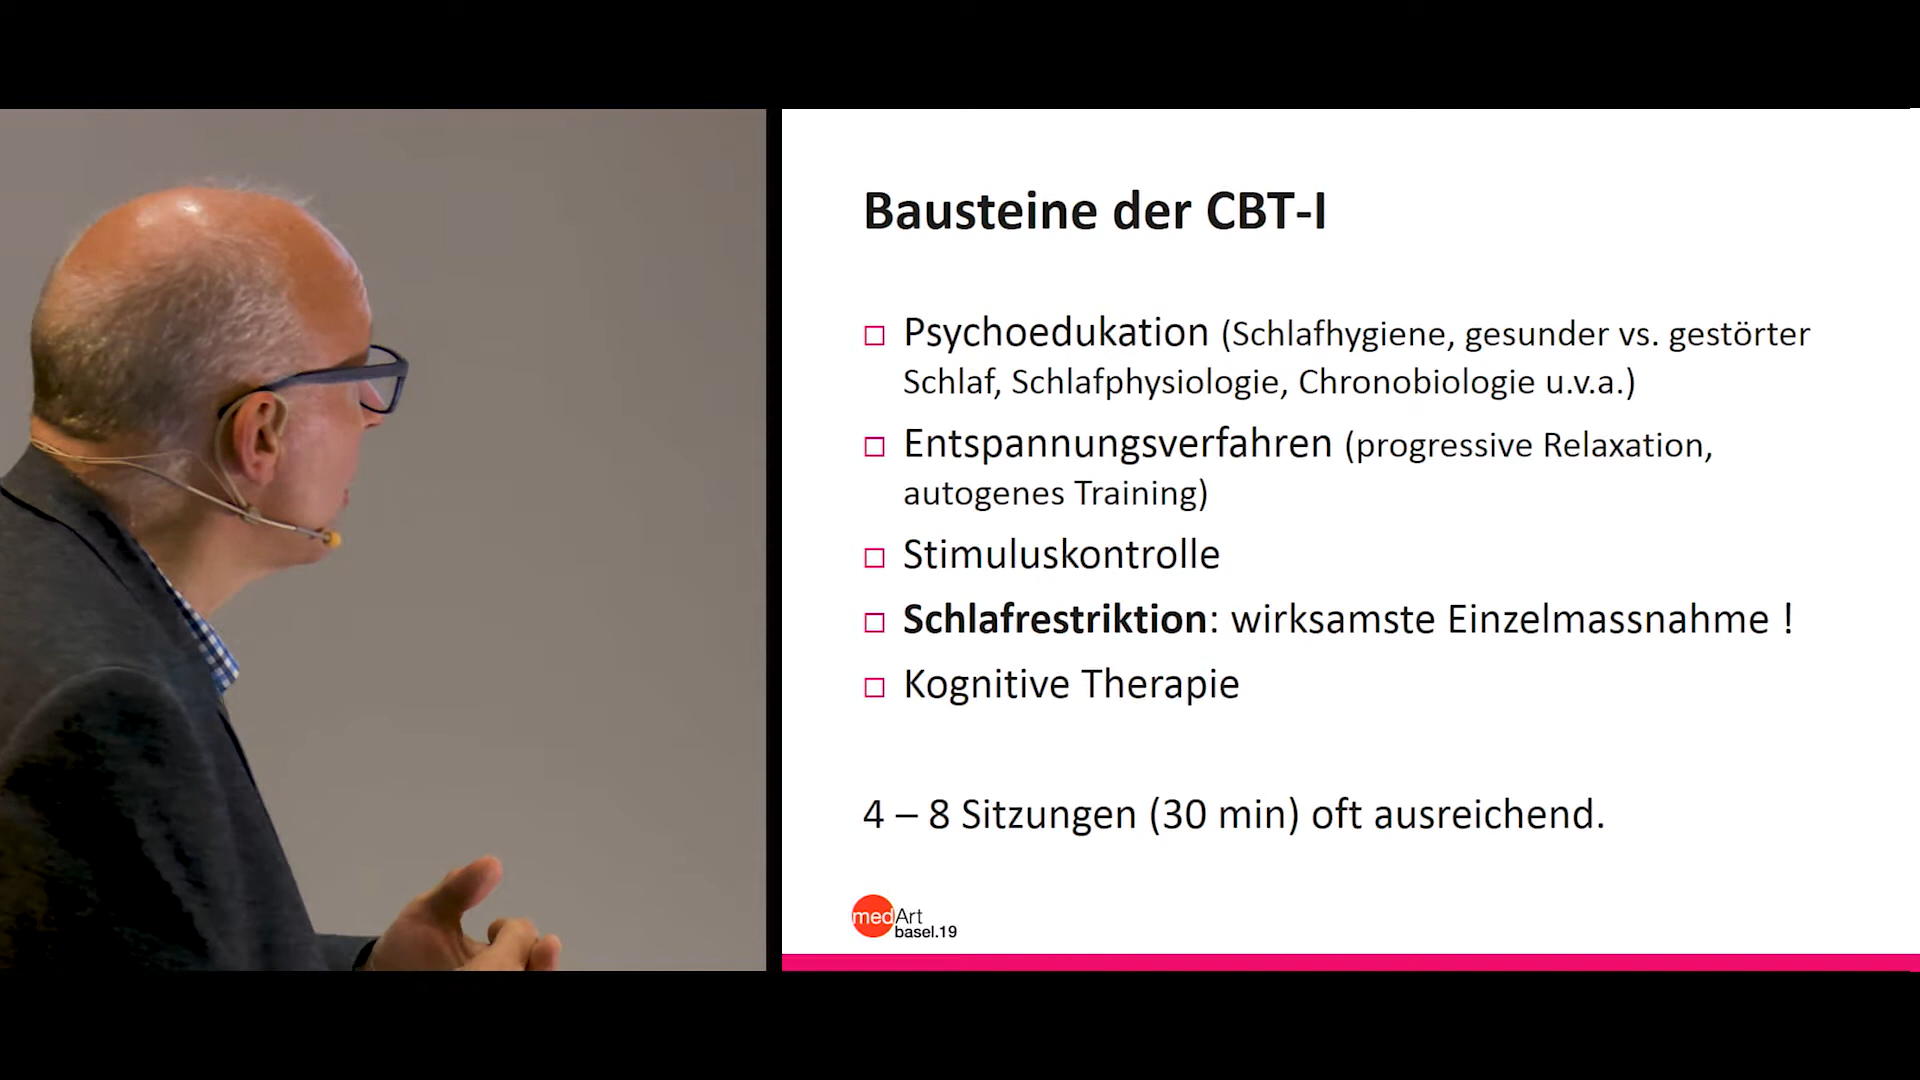 Bausteine der CBT-I
Psychoedukation (Schlafhygiene, gesunder vs. gestörter
Schlaf, Schlafphysiologie, Chronobiologie u.v.a.)
Entspannungsverfahren (progressive Relaxation,
autogenes Training)
Stimuluskontrolle
Schlafrestriktion: wirksamste Einzelmassnahme !
Kognitive Therapie
4 – 8 Sitzungen (30 min) oft ausreichend.
medArt
basel.19